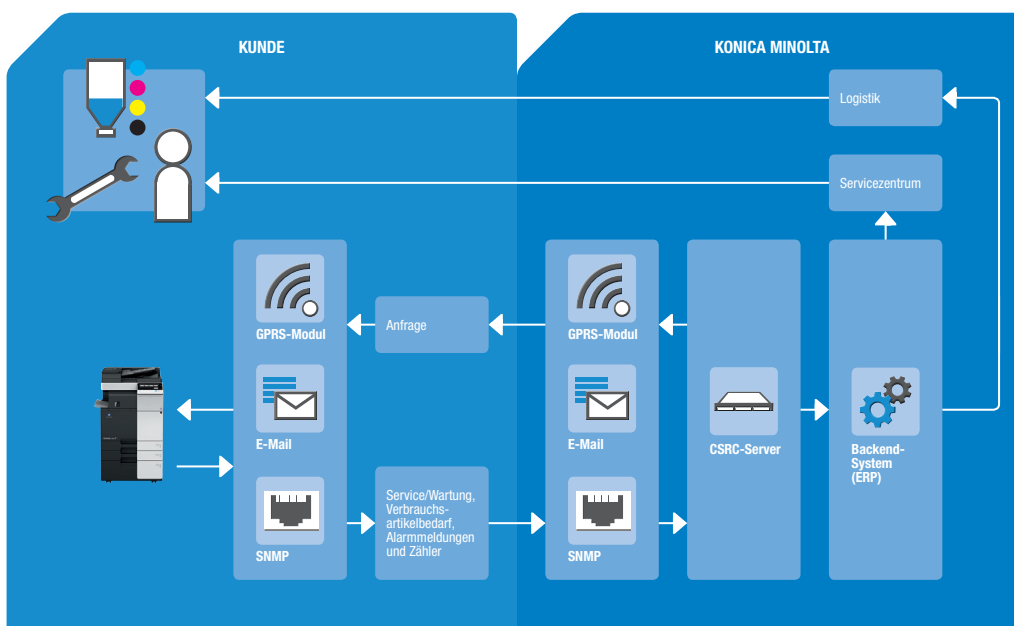 KUNDE
KONICA MINOLTA
Logistik
Servicezentrum
GPRS-Modul
Anfrage
GPRS-Modul
E-Mail
E-Mail
CSRC-Server
Backend-
System
(ERP)
Service/Wartung,
Verbrauchs-
artikelbedarf,
Alarmmeldungen
und Zähler
SNMP
SNMP